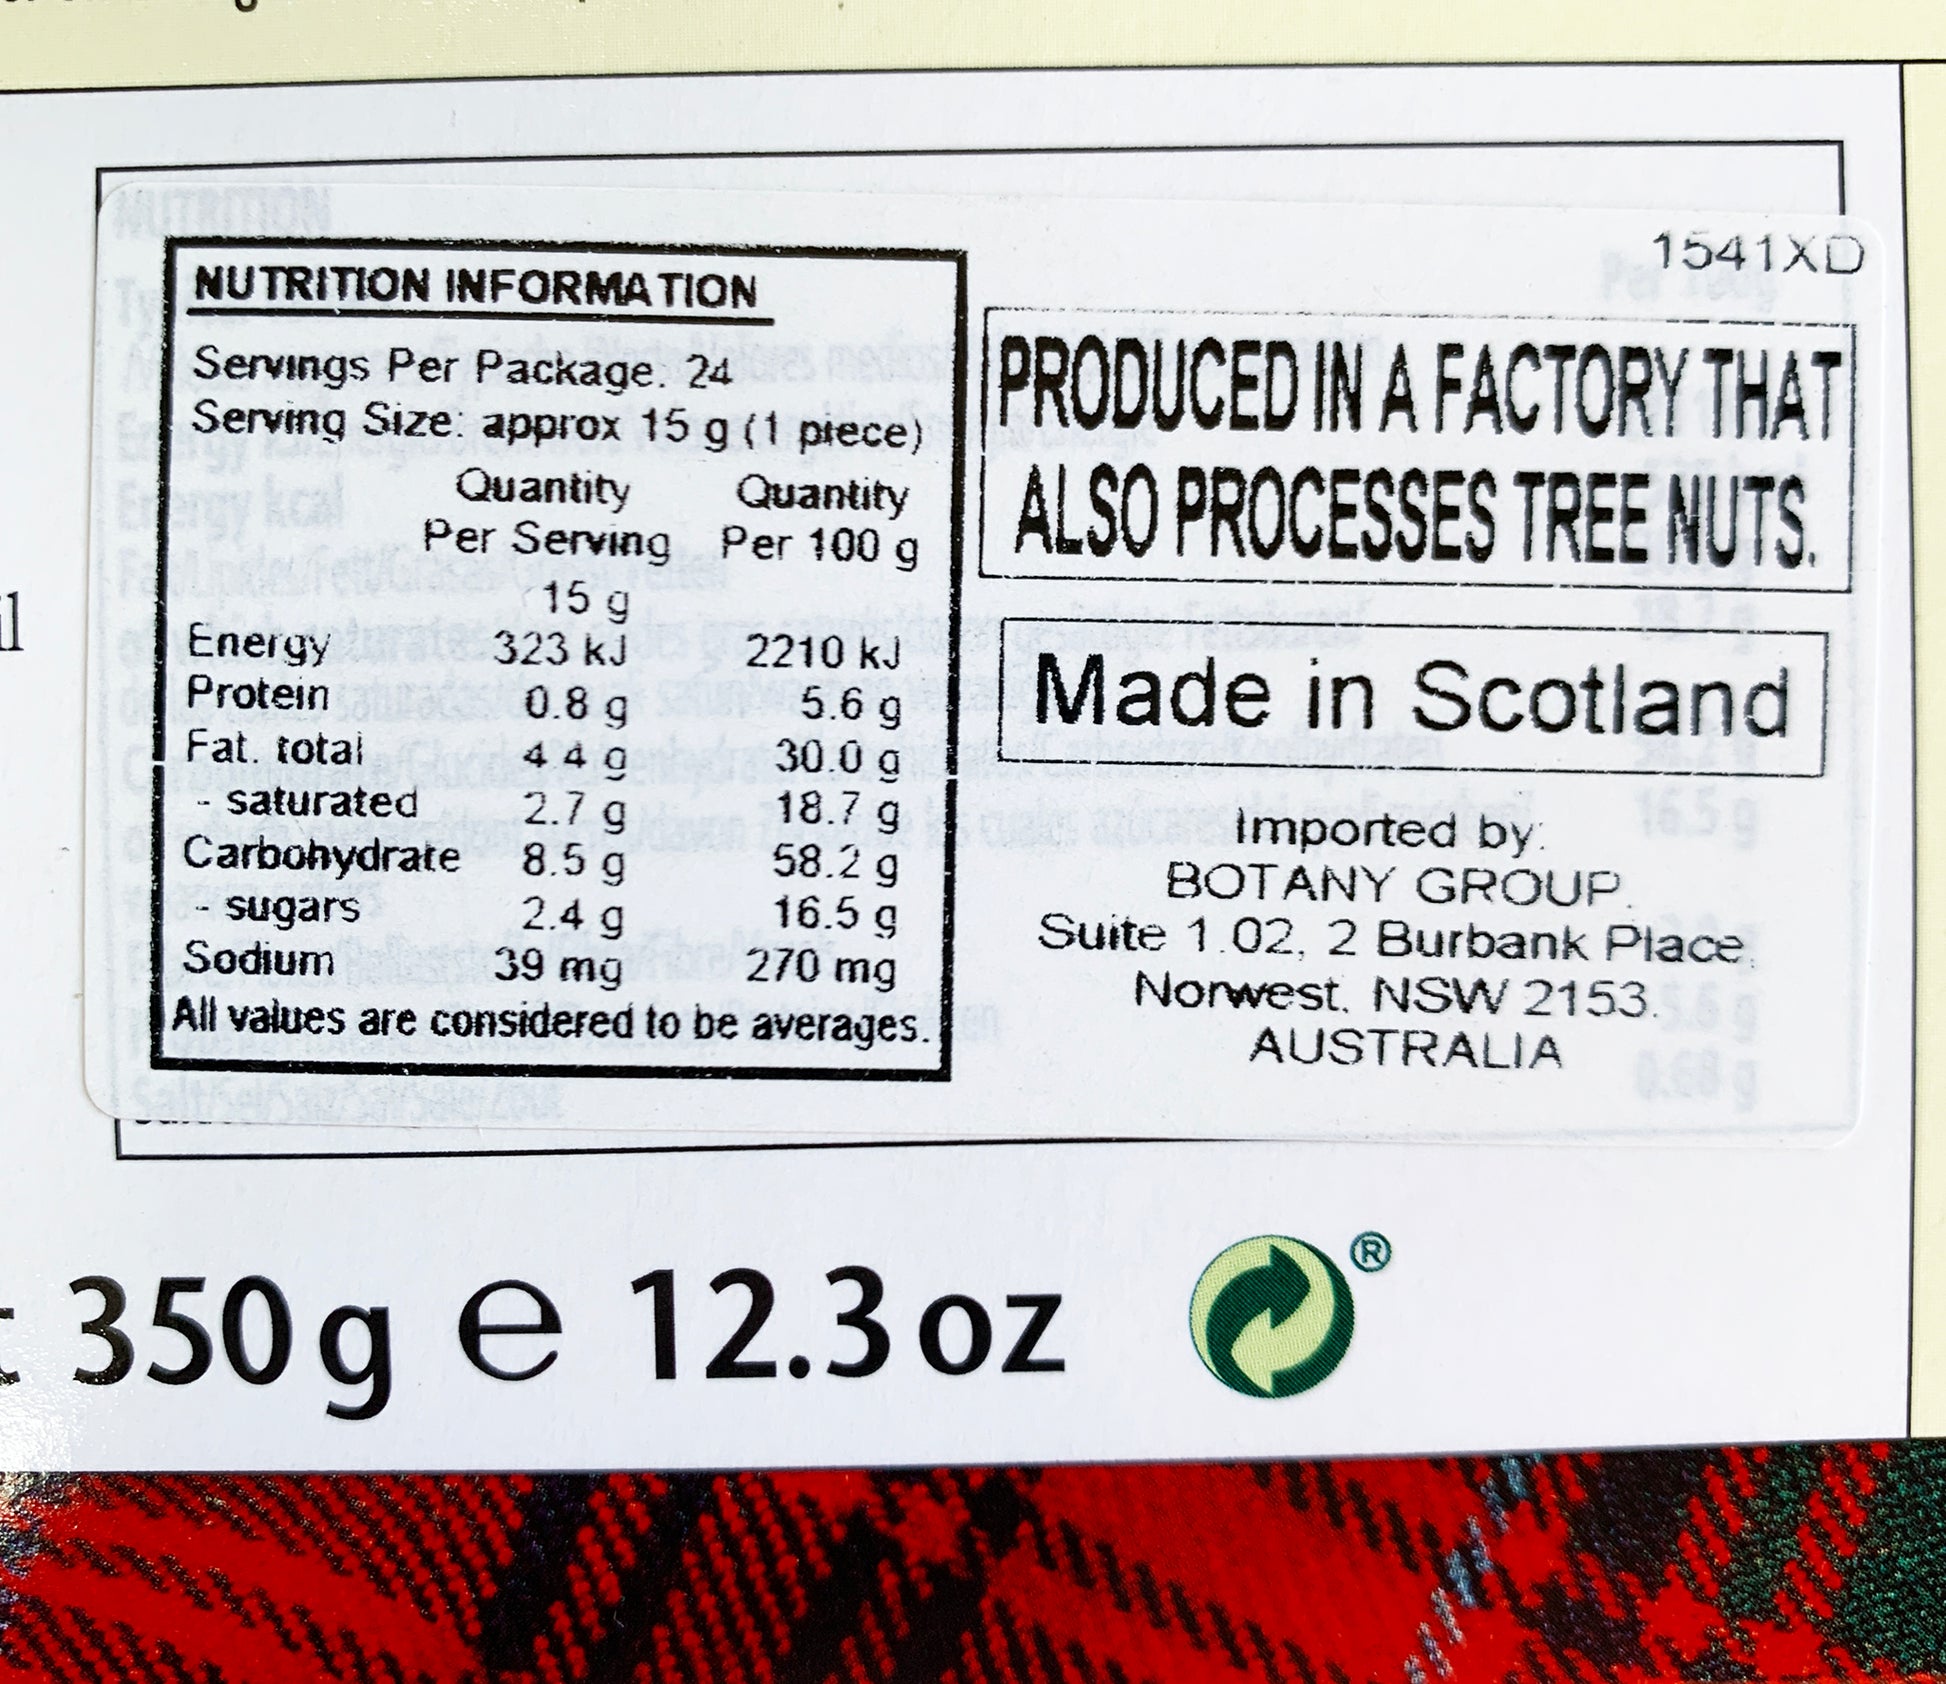 NUTRITION INFORMATION
Servings Per Package. 24
Serving Size: approx 15 g (1 piece)
Quantity Quantity
Per Serving Per 100 g
15 g
Energy 323 kJ 2210 kJ
Protein 0.8 g 5.6 g
Fat. total 4 4 g 30.0 g
- saturated 2.7 g 18.7 g
Carbohydrate 8.5 g 58.2 g
- sugars 2.4 g 16.5 g
Sodium 39 mg 270 mg
All values are considered to be averages.
1541XD
PRODUCED IN A FACTORY THAT
ALSO PROCESSES TREE NUTS.
Made in Scotland
Imported by:
BOTANY GROUP.
Suite 1.02, 2 Burbank Place.
Norwest. NSW 2153.
AUSTRALIA
350g e 12.3oz ®